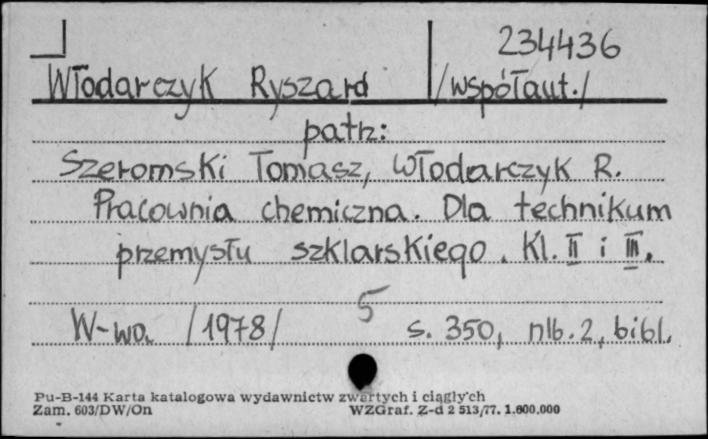 234436
Włodarczyk Ryszard /współaut./
patrz:
Szeromski Tomasz, Włodarczyk R.
Pracownia chemiczna. Dla technikum
przemysłu szklarskiego. Kl. II i III.
5
W-wa /1978/ s. 350, nlb. 2, bibl.
Pu-B-144 Karta katalogowa wydawnictw zwartych i ciągłych
Zam. 603/DW/On WZGraf. Z-d 2 513/77. 1.600.000